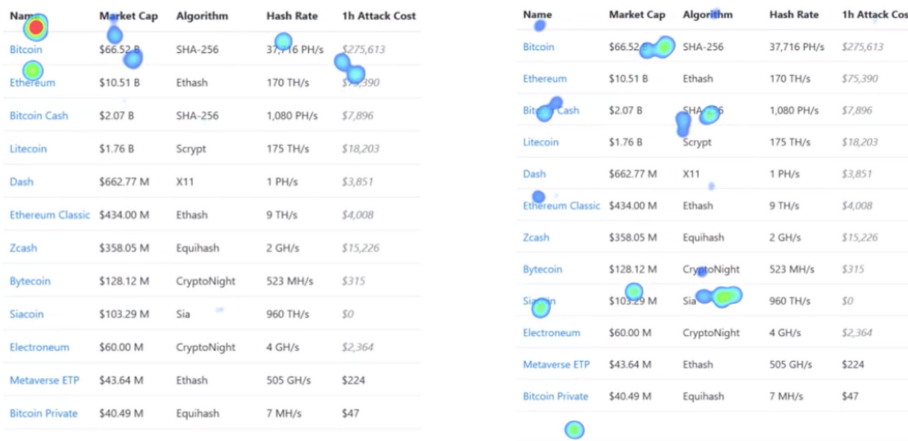 Name Market Cap Algorithm Hash Rate 1h Attack Cost
Bitcoin $66.52 B SHA-256 37,716 PH/s $275,613
Ethereum $10.51 B Ethash 170 TH/s $75,390
Bitcoin Cash $2.07 B SHA-256 1,080 PH/s $7,896
Litecoin $1.76 B Scrypt 175 TH/s $18,203
Dash $662.77 M X11 1 PH/s $3,851
Ethereum Classic $434.00 M Ethash 9 TH/s $4,008
Zcash $358.05 M Equihash 2 GH/s $15,226
Bytecoin $128.12 M CryptoNight 523 MH/s $315
Siacoin $103.29 M Sia 960 TH/s $0
Electroneum $60.00 M CryptoNight 4 GH/s $2,364
Metaverse ETP $43.64 M Ethash 505 GH/s $224
Bitcoin Private $40.49 M Equihash 7 MH/s $47
Name Market Cap Algorithm Hash Rate 1h Attack Cost
Bitcoin $66.52 SHA-256 37,716 PH/s $275,613
Ethereum $10.51 B Ethash 170 TH/s $75,390
Bitcoin Cash $2.07 B SHA-256 1,080 PH/s $7,896
Litecoin $1.76 B Scrypt 175 TH/s $18,203
Dash $662.77 M X11 1 PH/s $3,851
Ethereum Classic $434.00 M Ethash 9 TH/s $4,008
Zcash $358.05 M Equihash 2 GH/s $15,226
Bytecoin $128.12 M CryptoNight 523 MH/s $315
Siacoin $103.29 M Sia 960 TH/s $0
Electroneum $60.00 M CryptoNight 4 GH/s $2,364
Metaverse ETP $43.64 M Ethash 505 GH/s $224
Bitcoin Private $40.49 M Equihash 7 MH/s $47